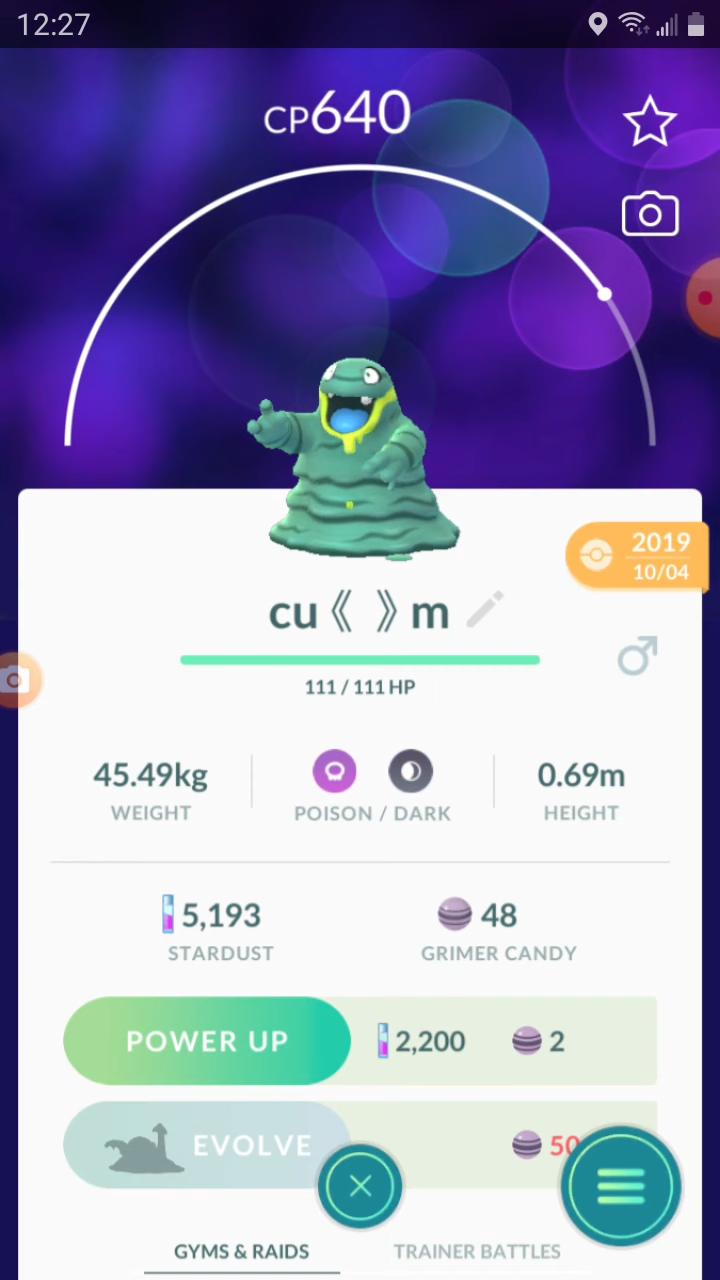 12:27
CP640
2019
10/04
cu《 》m
111 / 111 HP
45.49kg
WEIGHT
POISON / DARK
0.69m
HEIGHT
5,193
STARDUST
48
GRIMER CANDY
POWER UP
2,200
2
EVOLVE
50
GYMS & RAIDS
TRAINER BATTLES